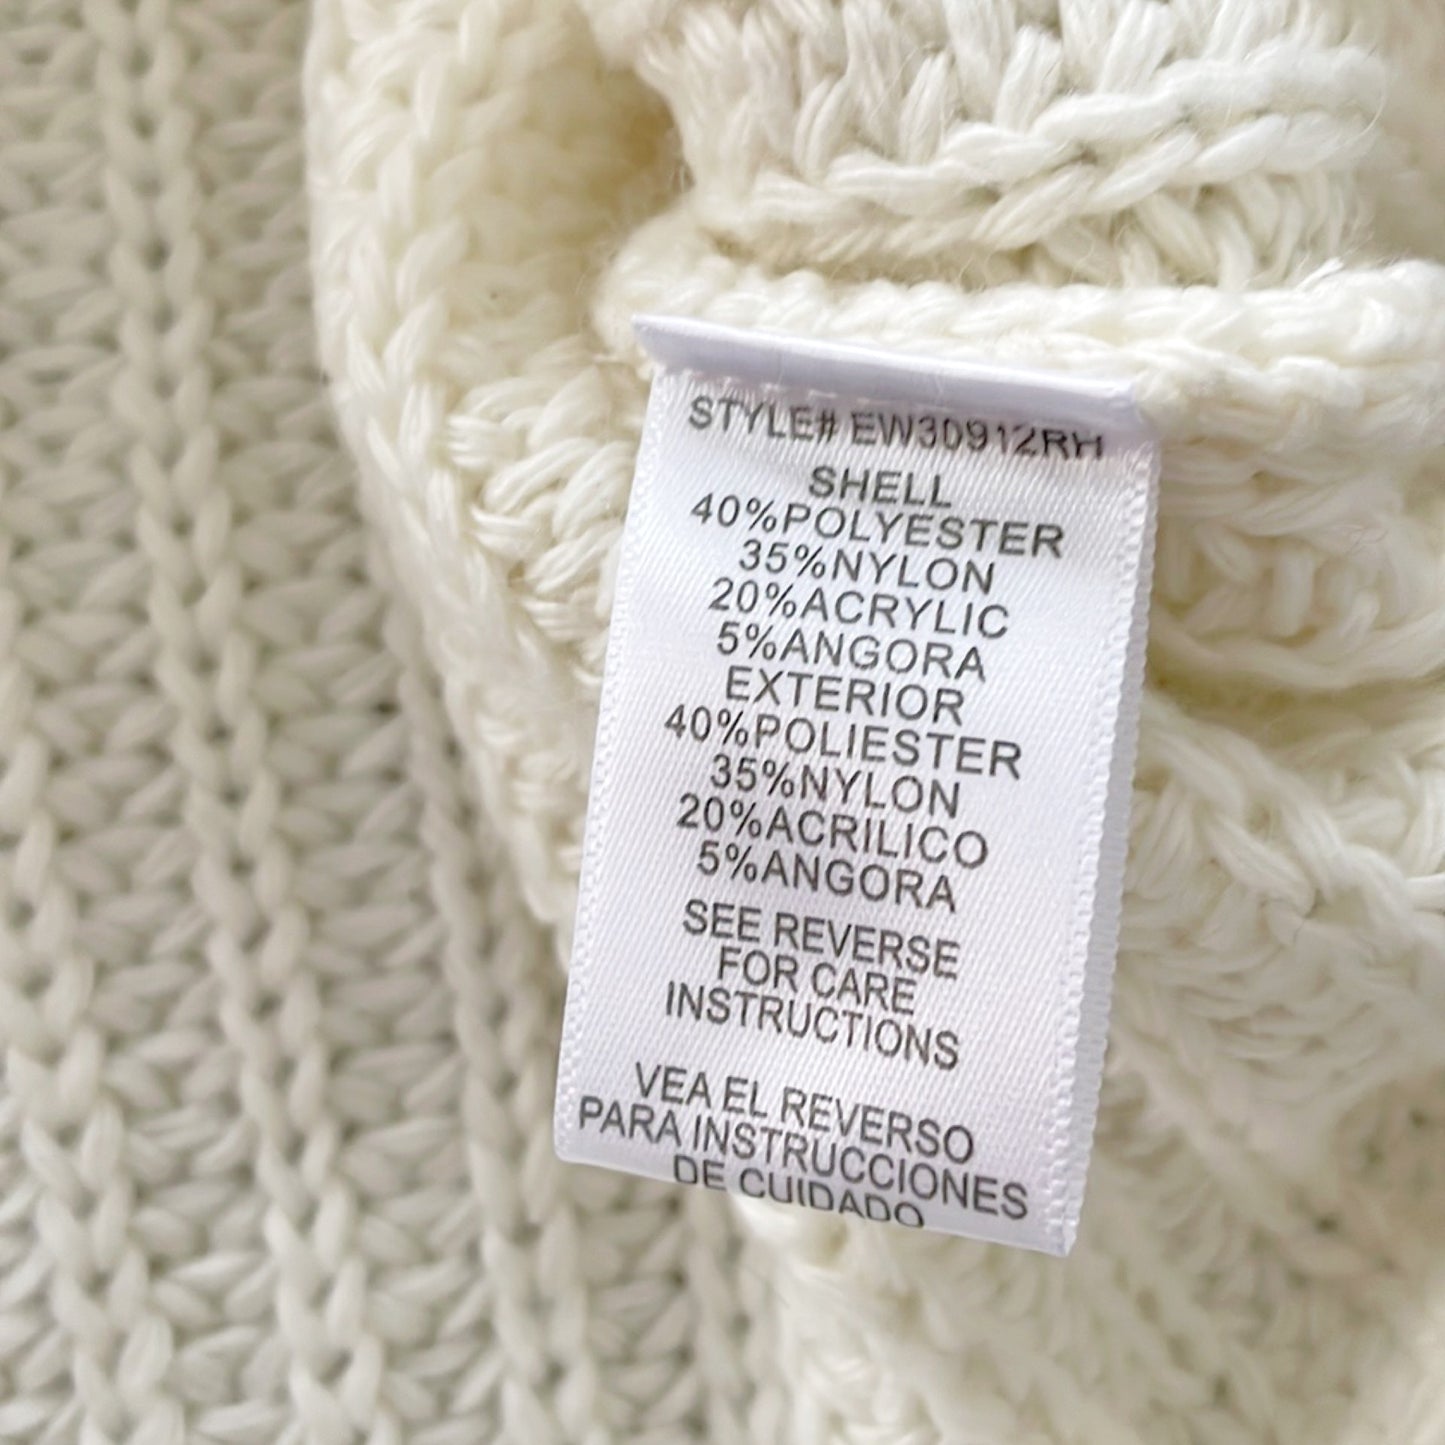 STYLE# EW30912RH
SHELL
40%POLYESTER
35%NYLON
20%ACRYLIC
5%ANGORA
EXTERIOR
40%POLIESTER
35%NYLON
20%ACRILICO
5%ANGORA
SEE REVERSE
FOR CARE
INSTRUCTIONS
VEA EL REVERSO
PARA INSTRUCCIONES
DE CUIDADO